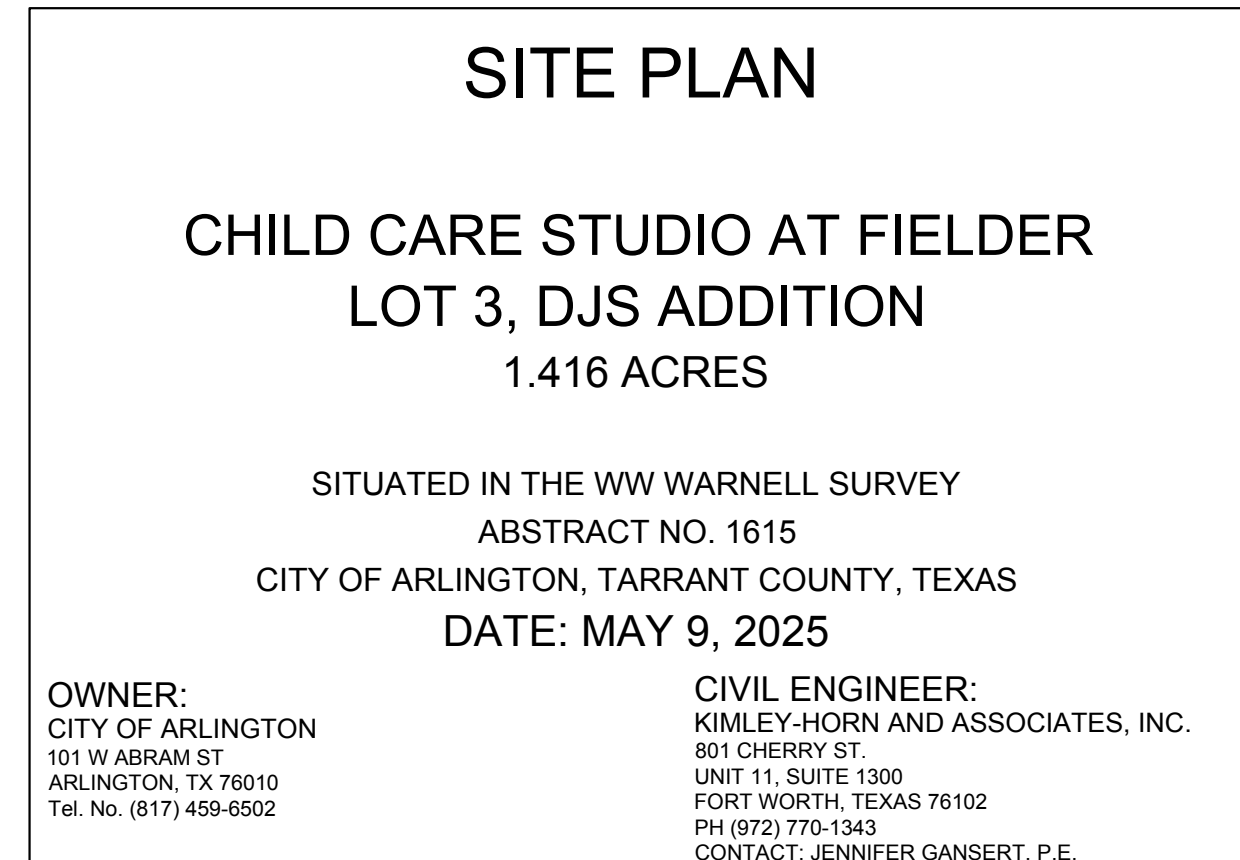 SITE PLAN
CHILD CARE STUDIO AT FIELDER
LOT 3, DJS ADDITION
1.416 ACRES
SITUATED IN THE WW WARNELL SURVEY
ABSTRACT NO. 1615
CITY OF ARLINGTON, TARRANT COUNTY, TEXAS
DATE: MAY 9, 2025
OWNER:
CITY OF ARLINGTON
101 W ABRAM ST
ARLINGTON, TX 76010
Tel. No. (817) 459-6502
CIVIL ENGINEER:
KIMLEY-HORN AND ASSOCIATES, INC.
801 CHERRY ST.
UNIT 11, SUITE 1300
FORT WORTH, TEXAS 76102
PH (972) 770-1343
CONTACT: JENNIFER GANSERT, P.E.